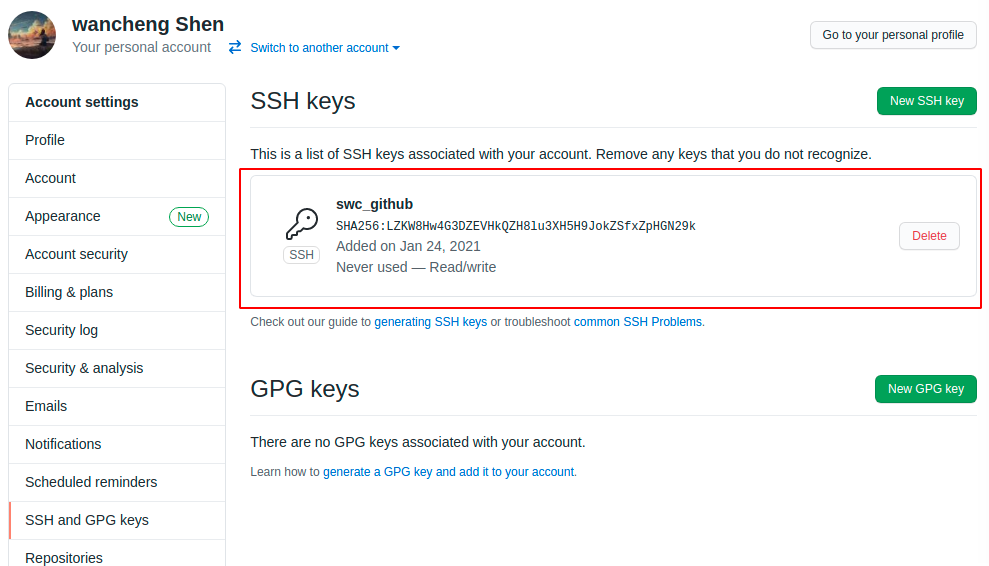 wancheng Shen
Your personal account
Switch to another account
Go to your personal profile
Account settings
Profile
Account
Appearance New
Account security
Billing & plans
Security log
Security & analysis
Emails
Notifications
Scheduled reminders
SSH and GPG keys
Repositories
SSH keys
New SSH key
This is a list of SSH keys associated with your account. Remove any keys that you do not recognize.
swc_github
SHA256:LZKW8Hw4G3DZEVHkQZH8lu3XH5H9JokZSfxZpHGN29k
Added on Jan 24, 2021
Never used — Read/write
SSH
Delete
Check out our guide to generating SSH keys or troubleshoot common SSH Problems.
GPG keys
New GPG key
There are no GPG keys associated with your account.
Learn how to generate a GPG key and add it to your account.